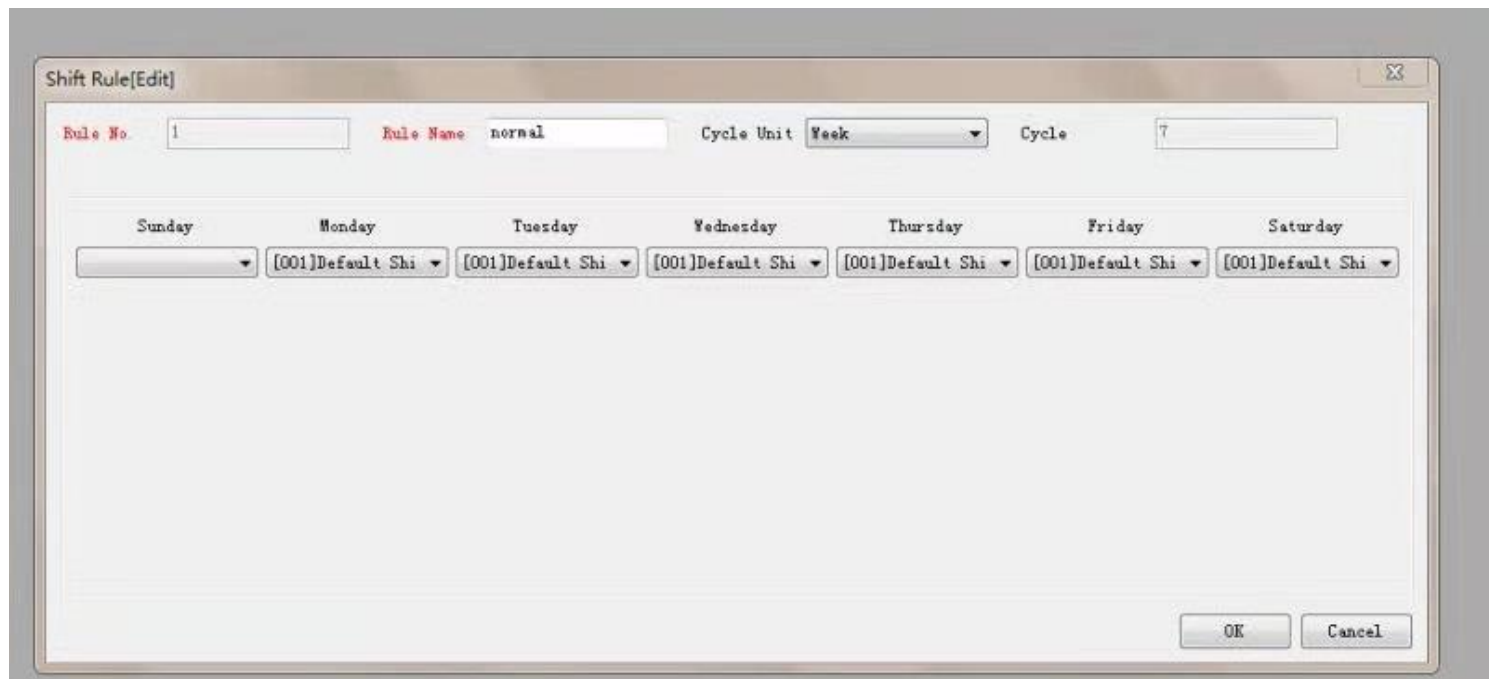 Shift Rule[Edit]
Rule No. 1 Rule Name normal Cycle Unit Week Cycle 7
Sunday Monday Tuesday Wednesday Thursday Friday Saturday
[001]Default Shi [001]Default Shi [001]Default Shi [001]Default Shi [001]Default Shi [001]Default Shi
OK Cancel